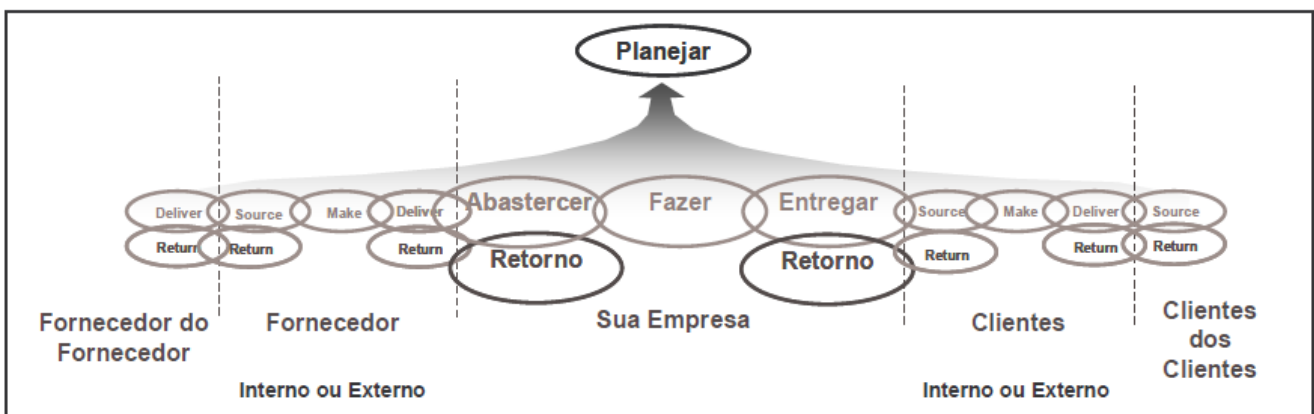 Planejar
Deliver Source Make Deliver Abastercer Fazer Entregar Source Make Deliver Source
Return Return Return Retorno Retorno Return Return Return
Fornecedor do
Fornecedor
Fornecedor
Sua Empresa
Clientes
Clientes
dos
Clientes
Interno ou Externo
Interno ou Externo